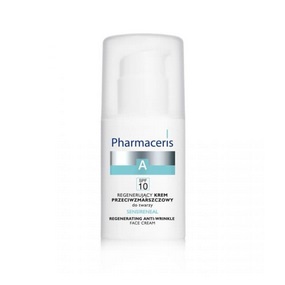 Pharmaceris
A
SPF
10
REGENERUJĄCY KREM
PRZECIWZMARSZCZKOWY
do twarzy
SENSIRENEAL
REGENERATING ANTI-WRINKLE
FACE CREAM